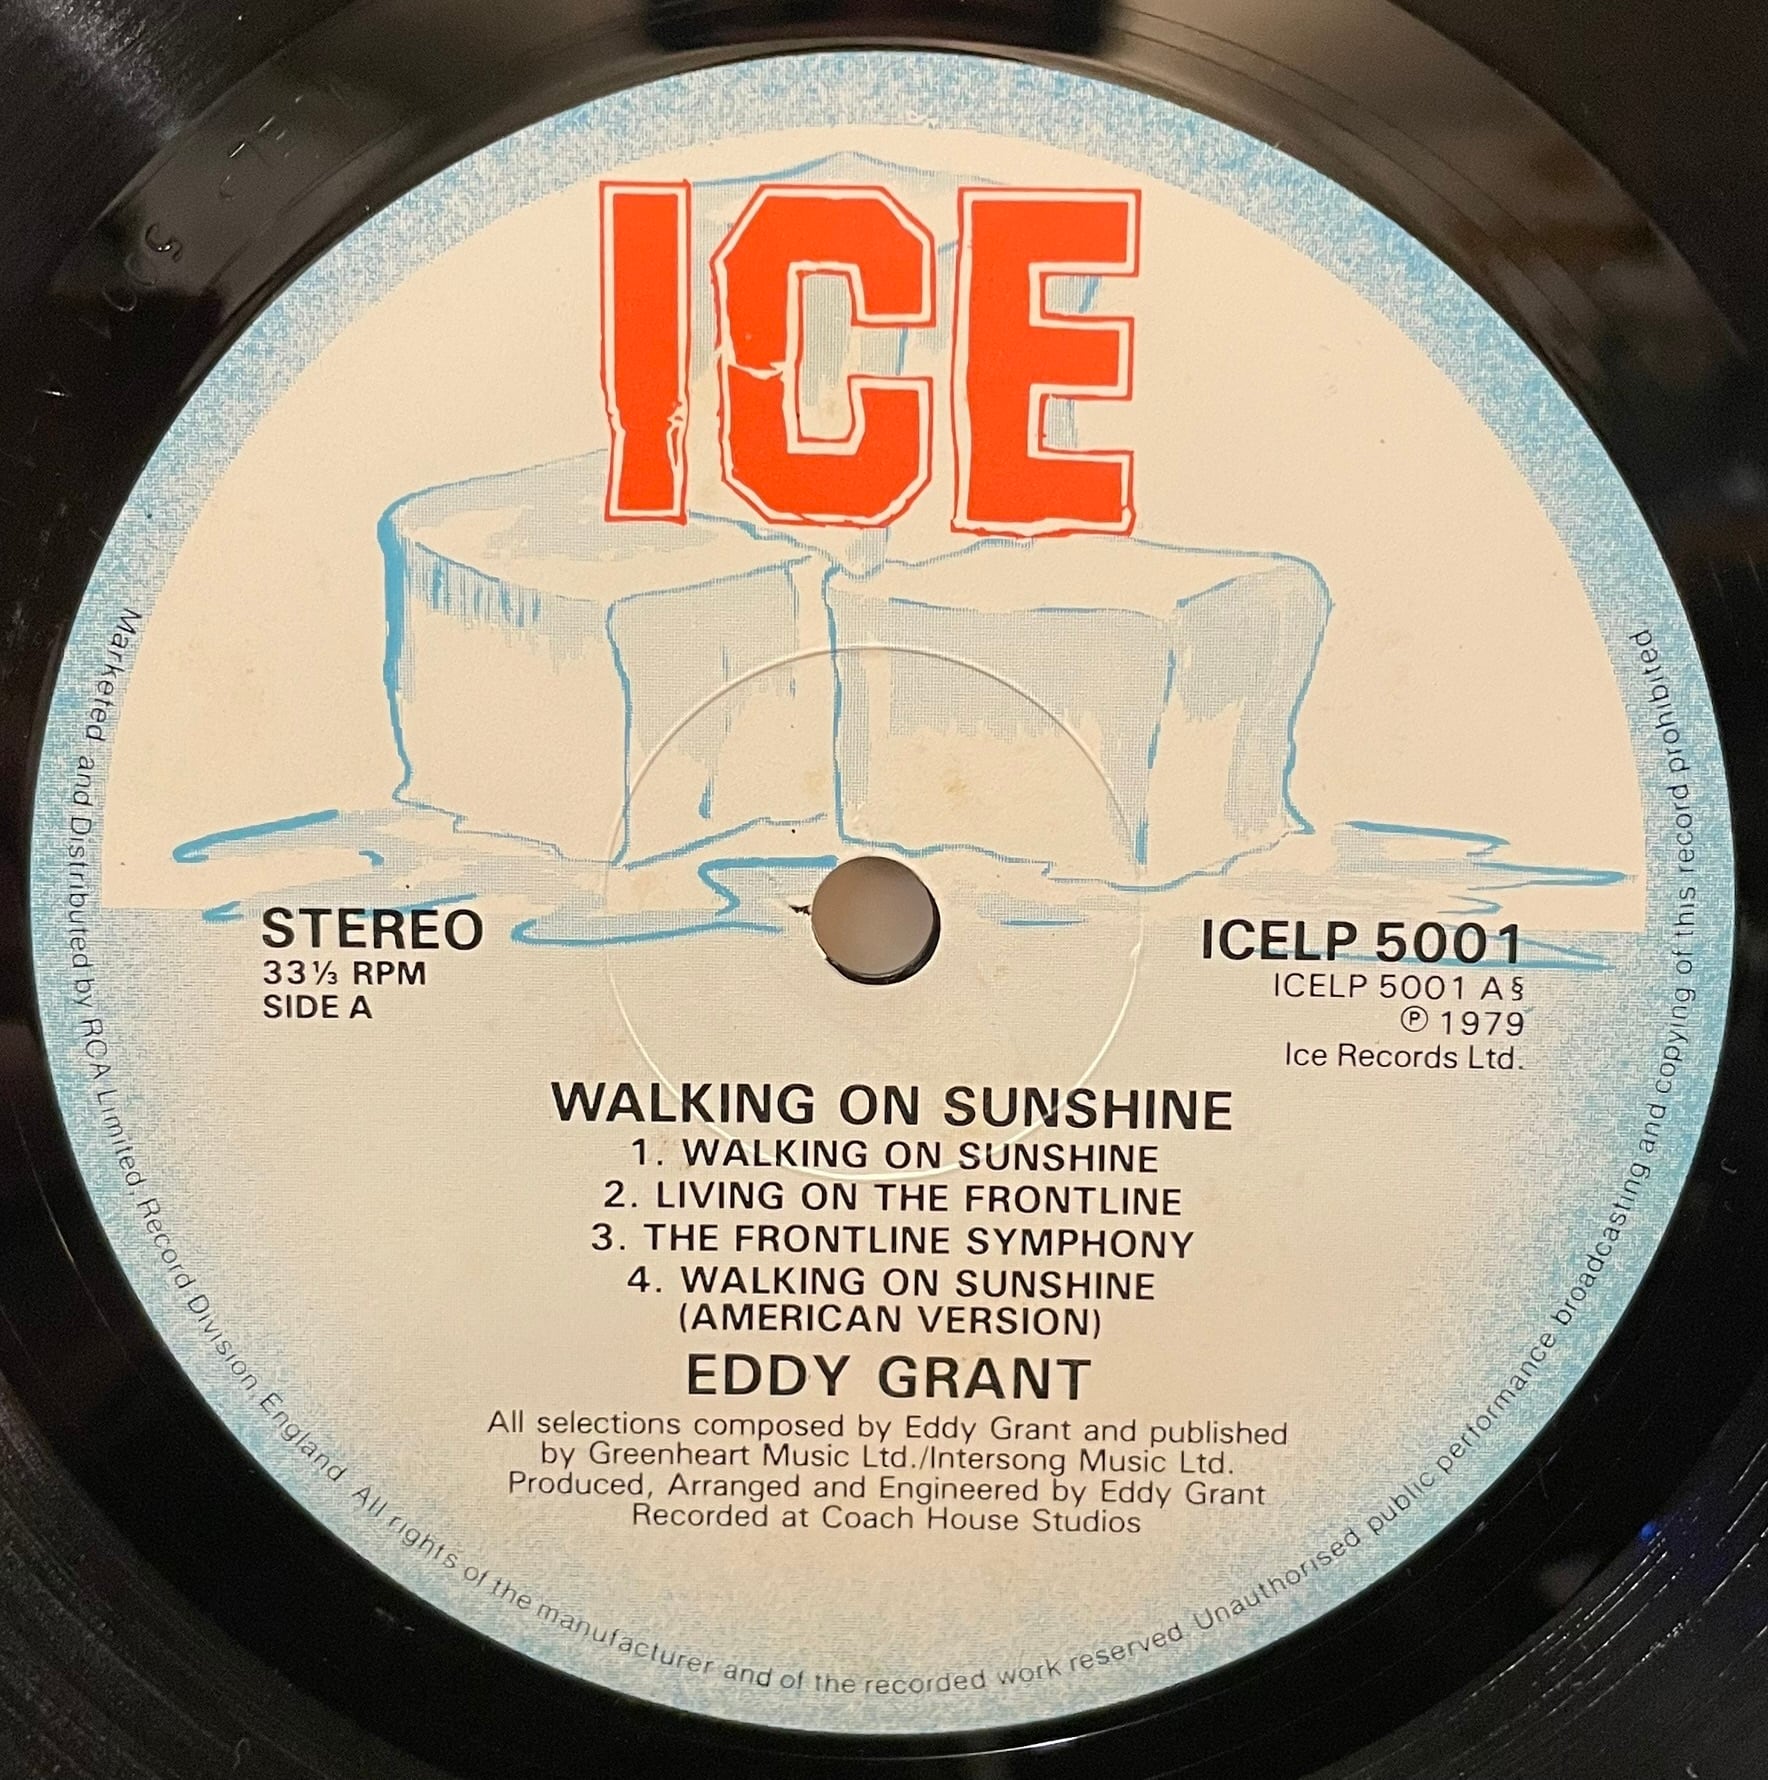 ICE
STEREO
33⅓ RPM
SIDE A
ICELP 5001
ICELP 5001 A§
℗ 1979
Ice Records Ltd.
WALKING ON SUNSHINE
1. WALKING ON SUNSHINE
2. LIVING ON THE FRONTLINE
3. THE FRONTLINE SYMPHONY
4. WALKING ON SUNSHINE
(AMERICAN VERSION)
EDDY GRANT
All selections composed by Eddy Grant and published
by Greenheart Music Ltd./Intersong Music Ltd.
Produced, Arranged and Engineered by Eddy Grant
Recorded at Coach House Studios
Marketed and Distributed by RCA Limited, Record Division, England. All rights of the manufacturer and of the recorded work reserved. Unauthorised public performance broadcasting and copying of this record prohibited.